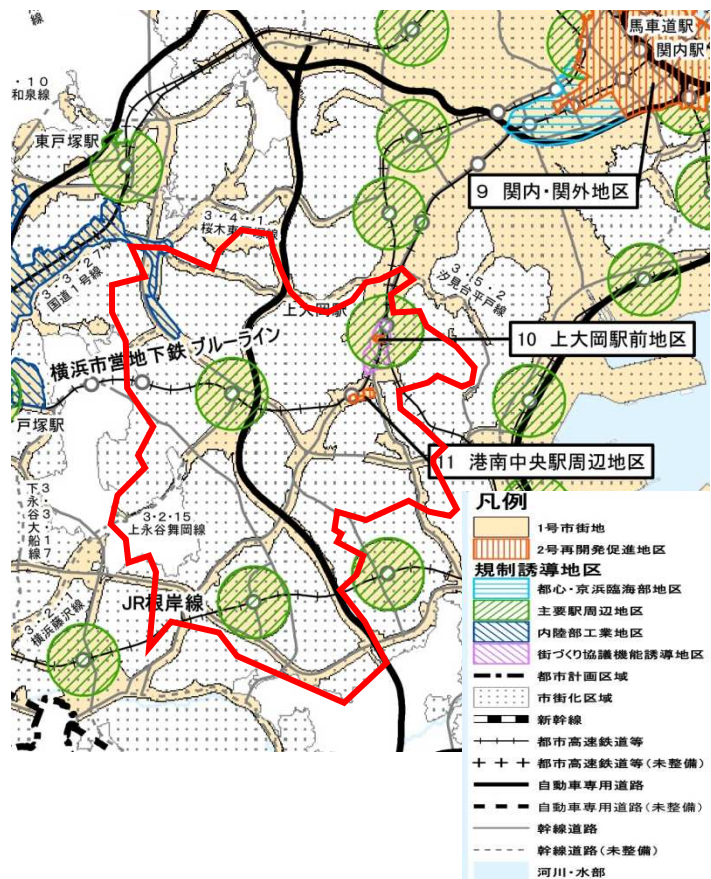 馬車道駅
関内駅
・10
和泉線
東戸塚駅
9 関内・関外地区
3・4・・1
桜木東戸塚線
3・3・27
国道1号線
3・5・2
汐見台平戸線
上大岡駅
10 上大岡駅前地区
横浜市営地下鉄 ブルーライン
戸塚駅
11 港南中央駅周辺地区
3・3・17
下永谷大船線
3・2・15
上永谷舞岡線
JR根岸線
横浜藤沢線
凡例
1号市街地
2号再開発促進地区
規制誘導地区
都心・京浜臨海部地区
主要駅周辺地区
内陸部工業地区
街づくり協議機能誘導地区
都市計画区域
市街化区域
新幹線
都市高速鉄道等
都市高速鉄道等(未整備)
自動車専用道路
自動車専用道路(未整備)
幹線道路
幹線道路(未整備)
河川・水部